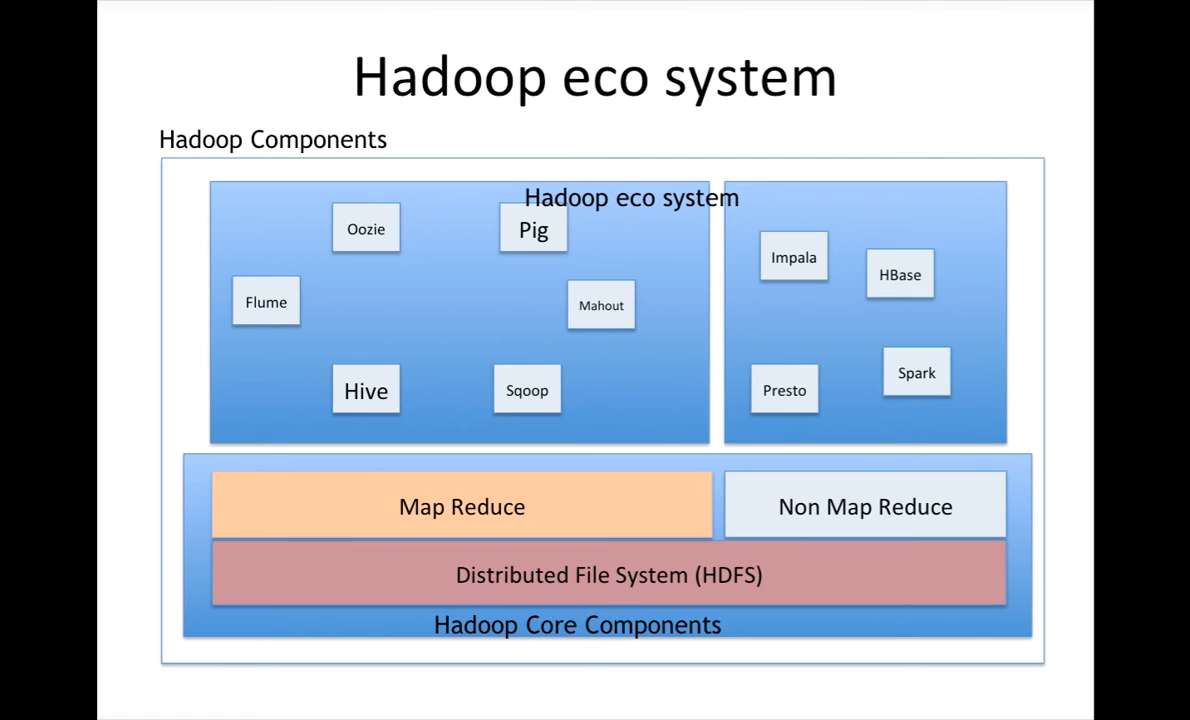 Hadoop eco system
Hadoop Components
Hadoop eco system
Oozie
Pig
Impala
HBase
Flume
Mahout
Hive
Sqoop
Presto
Spark
Map Reduce
Non Map Reduce
Distributed File System (HDFS)
Hadoop Core Components